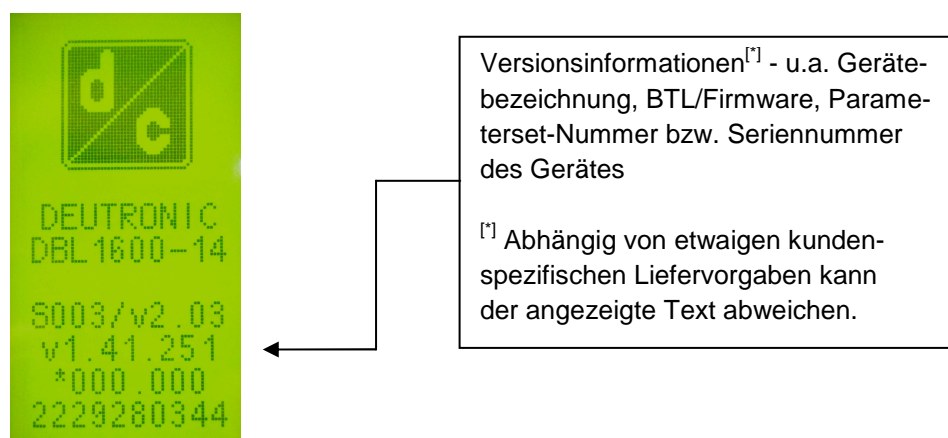 d
c
DEUTRONIC
DBL1600-14
S003/v2.03
v1.41.251
*000.000
2229280344
Versionsinformationen[*] - u.a. Geräte-
bezeichnung, BTL/Firmware, Parame-
terset-Nummer bzw. Seriennummer
des Gerätes
[*] Abhängig von etwaigen kunden-
spezifischen Liefervorgaben kann
der angezeigte Text abweichen.